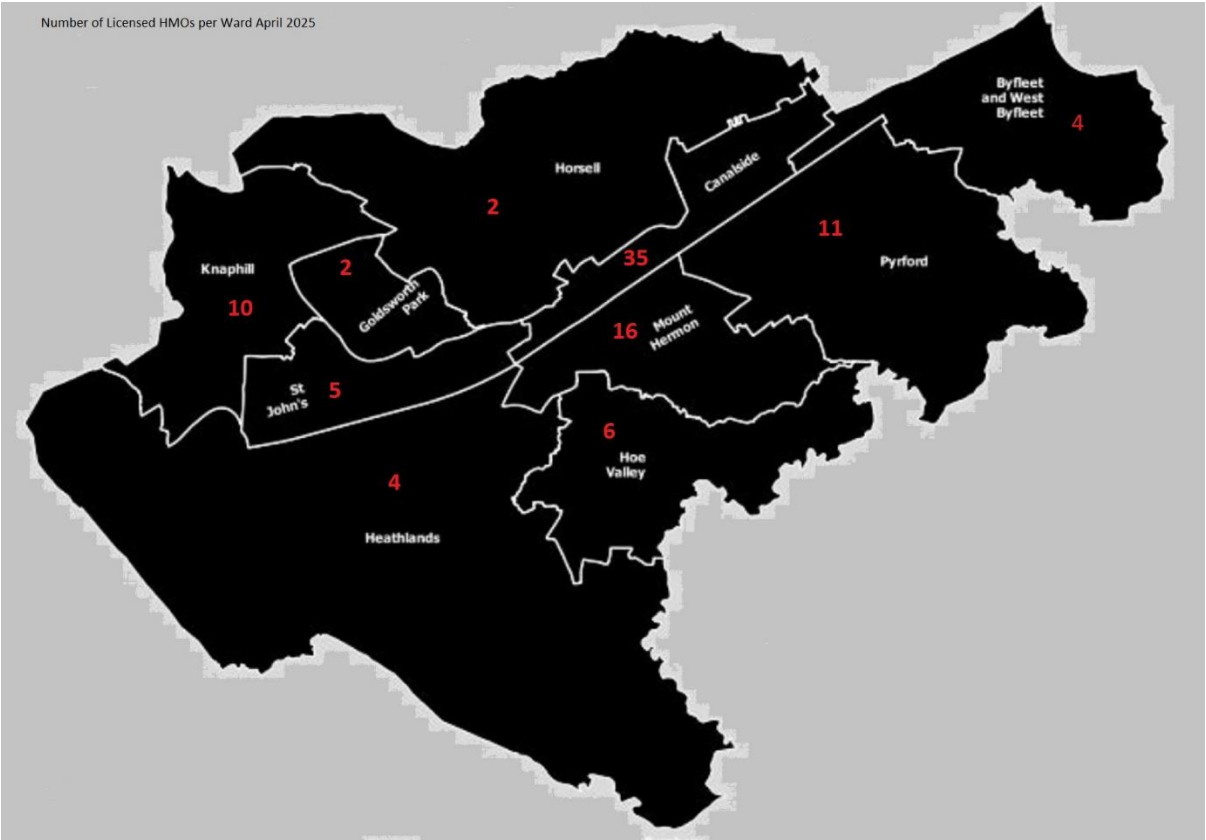 Number of Licensed HMOs per Ward April 2025
Byfleet
and West
Byfleet
4
Horsell
2
Canalside
35
11
Pyrford
Knaphill
10
2
Goldsworth
Park
16
Mount
Hermon
St
John's
5
6
Hoe
Valley
4
Heathlands